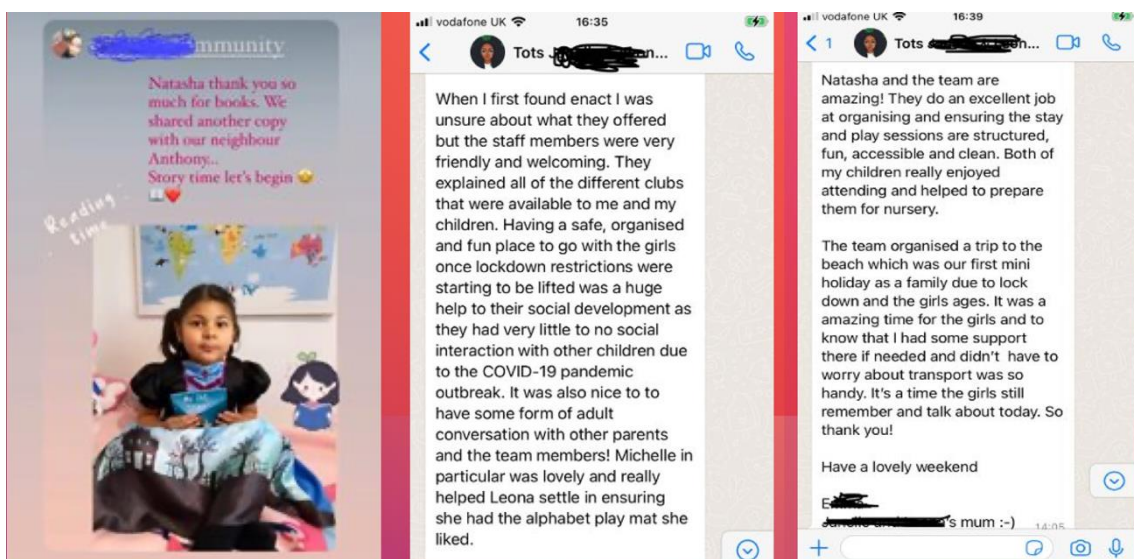 mmunity
Natasha thank you so
much for books. We
shared another copy
with our neighbour
Anthony...
Story time let's begin 🤩
📖❤️
Reading
time
vodafone UK 16:35
Tots
When I first found enact I was
unsure about what they offered
but the staff members were very
friendly and welcoming. They
explained all of the different clubs
that were available to me and my
children. Having a safe, organised
and fun place to go with the girls
once lockdown restrictions were
starting to be lifted was a huge
help to their social development as
they had very little to no social
interaction with other children due
to the COVID-19 pandemic
outbreak. It was also nice to to
have some form of adult
conversation with other parents
and the team members! Michelle in
particular was lovely and really
helped Leona settle in ensuring
she had the alphabet play mat she
liked.
vodafone UK 16:39
1 Tots
Natasha and the team are
amazing! They do an excellent job
at organising and ensuring the stay
and play sessions are structured,
fun, accessible and clean. Both of
my children really enjoyed
attending and helped to prepare
them for nursery.
The team organised a trip to the
beach which was our first mini
holiday as a family due to lock
down and the girls ages. It was a
amazing time for the girls and to
know that I had some support
there if needed and didn't have to
worry about transport was so
handy. It's a time the girls still
remember and talk about today. So
thank you!
Have a lovely weekend
's mum :-) 14:05